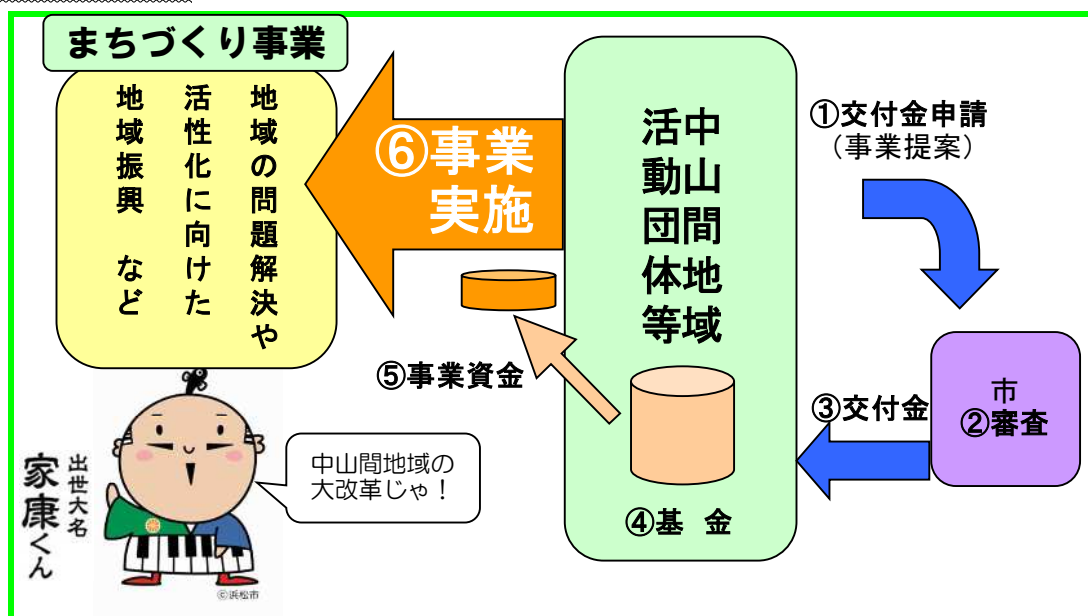 まちづくり事業
地域の問題解決や
活性化に向けた
地域振興 など
⑥事業
実施
中山間地域
活動団体等
①交付金申請
（事業提案）
市
②審査
③交付金
④基 金
⑤事業資金
中山間地域の
大改革じゃ！
出世大名
家康くん
©浜松市